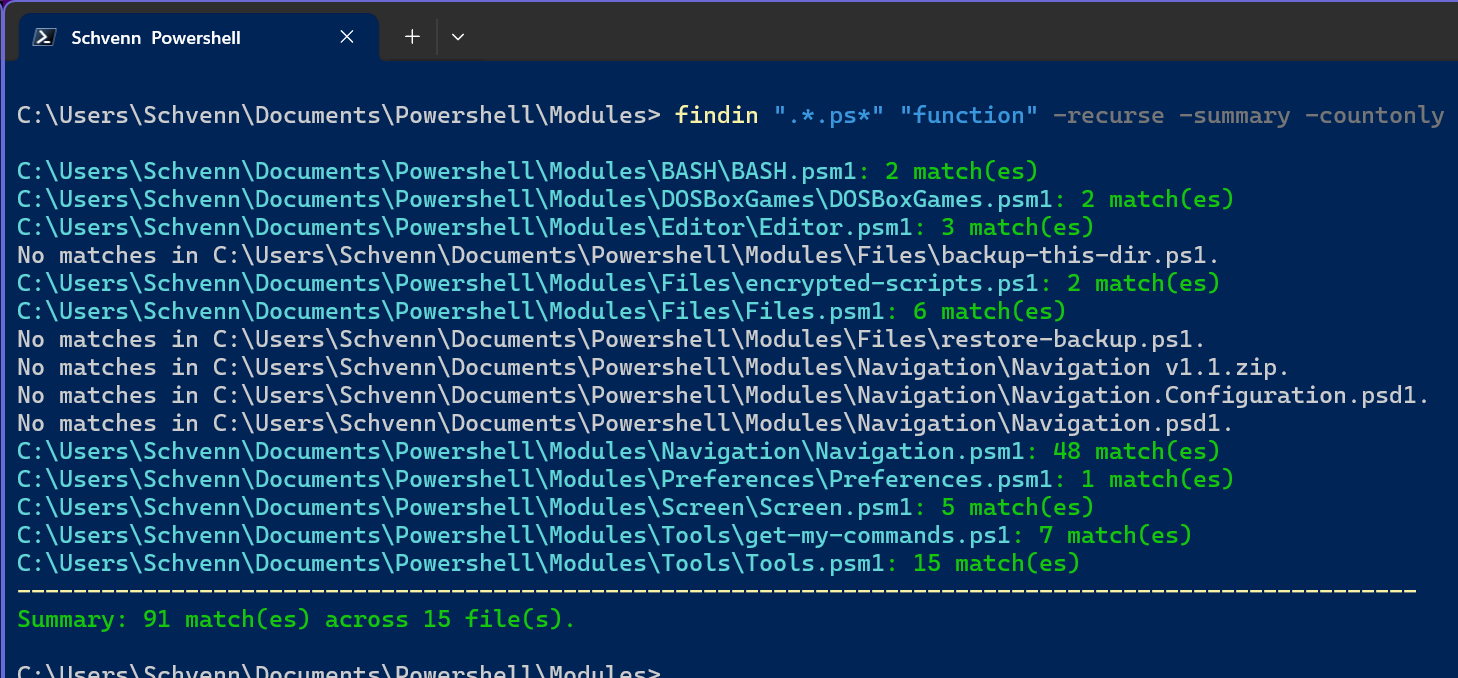 Schvenn Powershell
C:\Users\Schvenn\Documents\Powershell\Modules> findin ".*.ps*" "function" -recurse -summary -countonly
C:\Users\Schvenn\Documents\Powershell\Modules\BASH\BASH.psm1: 2 match(es)
C:\Users\Schvenn\Documents\Powershell\Modules\DOSBoxGames\DOSBoxGames.psm1: 2 match(es)
C:\Users\Schvenn\Documents\Powershell\Modules\Editor\Editor.psm1: 3 match(es)
No matches in C:\Users\Schvenn\Documents\Powershell\Modules\Files\backup-this-dir.ps1.
C:\Users\Schvenn\Documents\Powershell\Modules\Files\encrypted-scripts.ps1: 2 match(es)
C:\Users\Schvenn\Documents\Powershell\Modules\Files\Files.psm1: 6 match(es)
No matches in C:\Users\Schvenn\Documents\Powershell\Modules\Files\restore-backup.ps1.
No matches in C:\Users\Schvenn\Documents\Powershell\Modules\Navigation\Navigation v1.1.zip.
No matches in C:\Users\Schvenn\Documents\Powershell\Modules\Navigation\Navigation.Configuration.psd1.
No matches in C:\Users\Schvenn\Documents\Powershell\Modules\Navigation\Navigation.psd1.
C:\Users\Schvenn\Documents\Powershell\Modules\Navigation\Navigation.psm1: 48 match(es)
C:\Users\Schvenn\Documents\Powershell\Modules\Preferences\Preferences.psm1: 1 match(es)
C:\Users\Schvenn\Documents\Powershell\Modules\Screen\Screen.psm1: 5 match(es)
C:\Users\Schvenn\Documents\Powershell\Modules\Tools\get-my-commands.ps1: 7 match(es)
C:\Users\Schvenn\Documents\Powershell\Modules\Tools\Tools.psm1: 15 match(es)
----------------------------------------------------------------------------------------------------
Summary: 91 match(es) across 15 file(s).
C:\Users\Schvenn\Documents\Powershell\Modules>